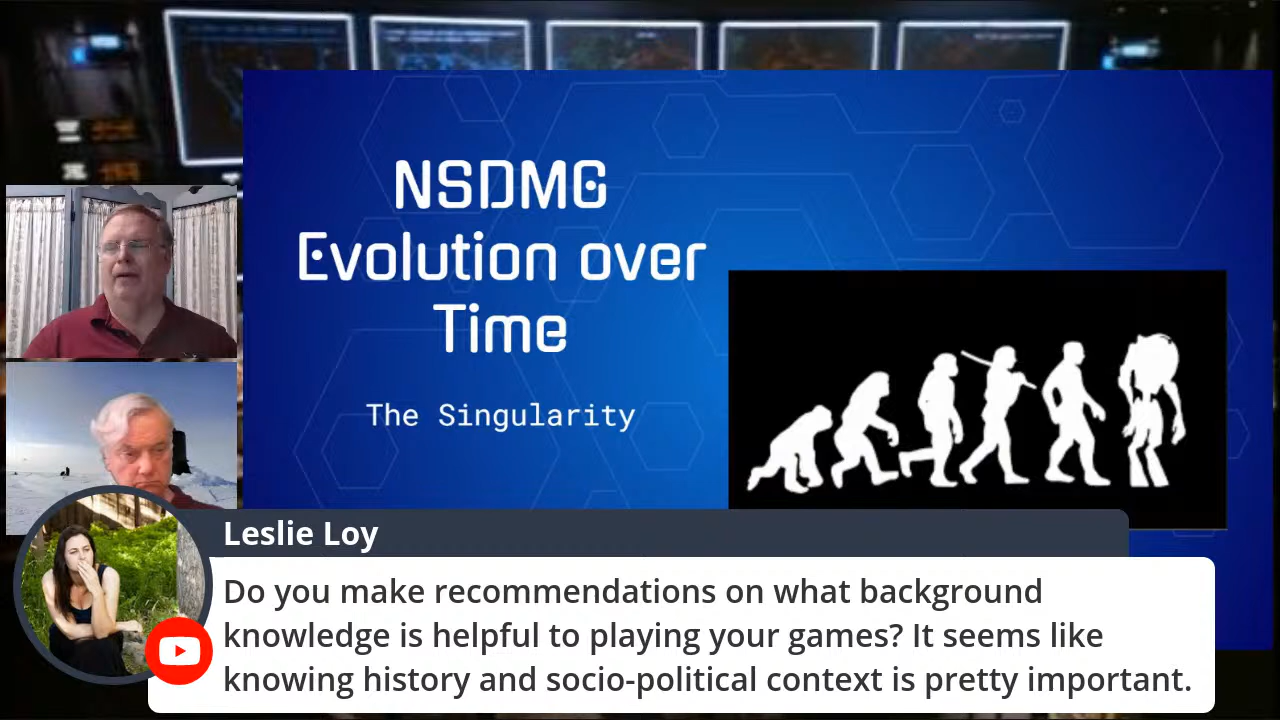 NSDMG
Evolution over
Time
The Singularity
Leslie Loy
Do you make recommendations on what background
knowledge is helpful to playing your games? It seems like
knowing history and socio-political context is pretty important.